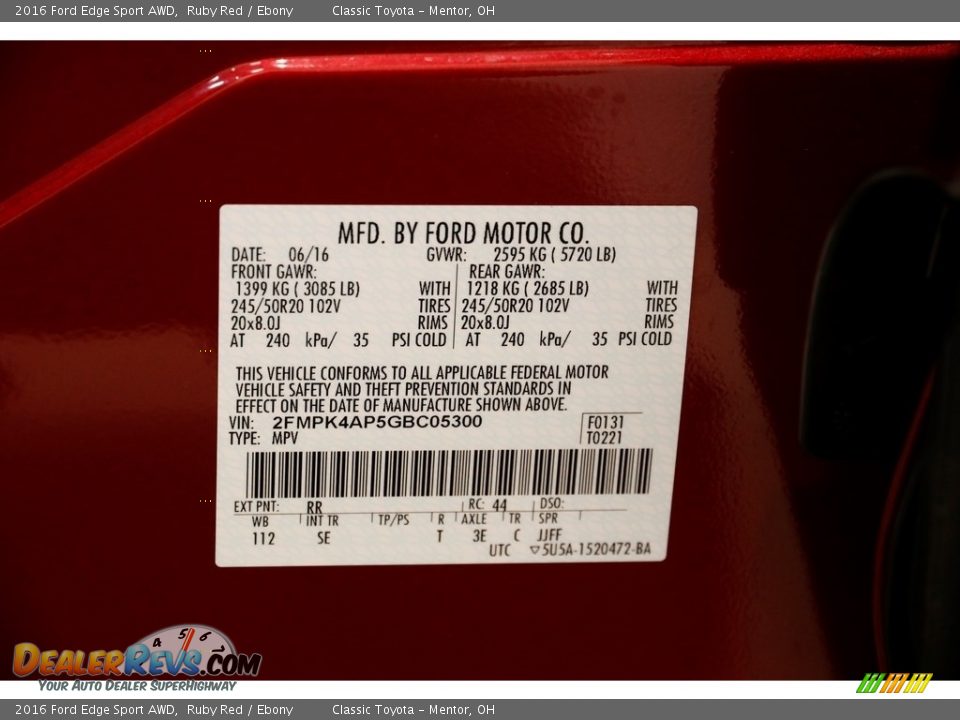 2016 Ford Edge Sport AWD, Ruby Red / Ebony Classic Toyota – Mentor, OH
MFD. BY FORD MOTOR CO.
DATE: 06/16 GVWR: 2595 KG ( 5720 LB)
FRONT GAWR: REAR GAWR:
1399 KG ( 3085 LB) WITH 1218 KG ( 2685 LB) WITH
245/50R20 102V TIRES 245/50R20 102V TIRES
20x8.0J RIMS 20x8.0J RIMS
AT 240 kPa/ 35 PSI COLD AT 240 kPa/ 35 PSI COLD
THIS VEHICLE CONFORMS TO ALL APPLICABLE FEDERAL MOTOR
VEHICLE SAFETY AND THEFT PREVENTION STANDARDS IN
EFFECT ON THE DATE OF MANUFACTURE SHOWN ABOVE.
VIN: 2FMPK4AP5GBC05300 F0131
TYPE: MPV T0221
EXT PNT: RR RC: 44 DSO:
WB INT TR TP/PS R AXLE TR SPR
112 SE T 3E C JJFF
UTC ▽5U5A-1520472-BA
4 5 6
DEALERREVS.COM
YOUR AUTO DEALER SUPERHIGHWAY
2016 Ford Edge Sport AWD, Ruby Red / Ebony Classic Toyota – Mentor, OH